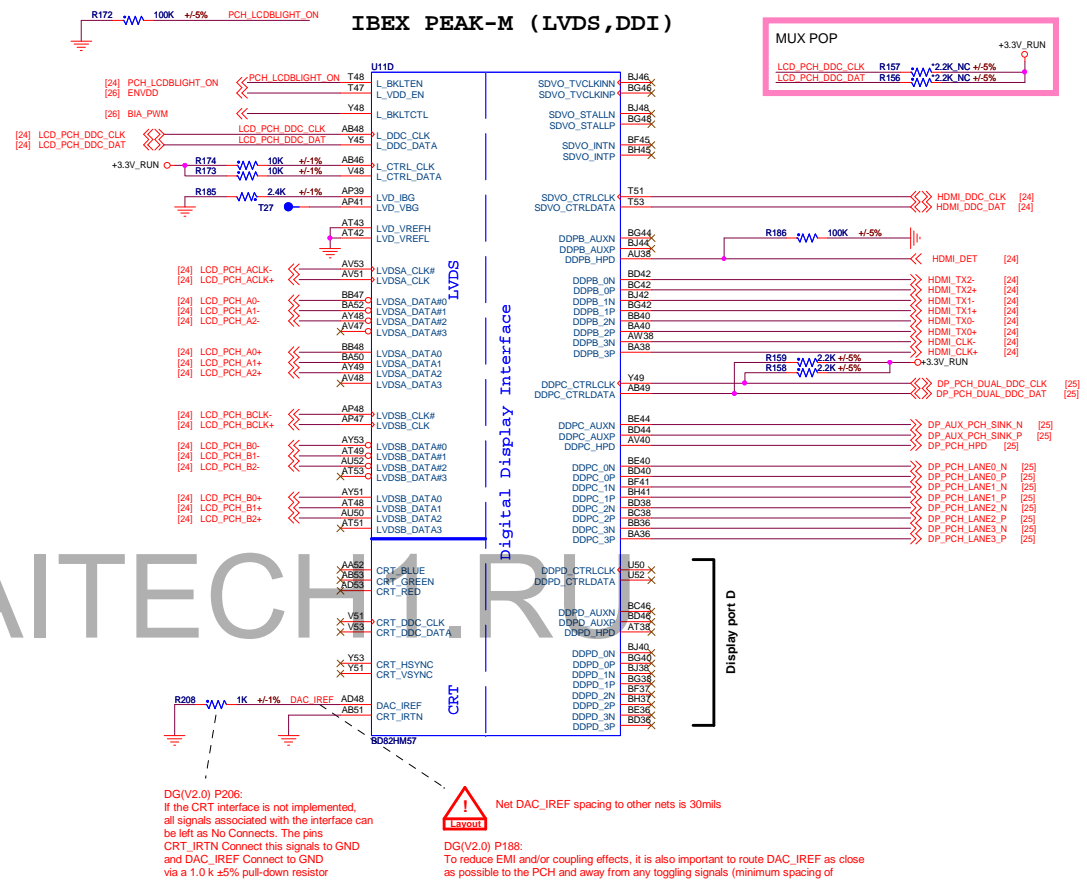 IBEX PEAK-M (LVDS,DDI)
R172 100K +/-5% PCH_LCDBLIGHT_ON
MUX POP
+3.3V_RUN
LCD_PCH_DDC_CLK R157 *2.2K_NC +/-5%
LCD_PCH_DDC_DAT R156 *2.2K_NC +/-5%
U11D
[24] PCH_LCDBLIGHT_ON PCH_LCDBLIGHT_ON T48 L_BKLTEN
[26] ENVDD T47 L_VDD_EN
[26] BIA_PWM Y48 L_BKLTCTL
[24] LCD_PCH_DDC_CLK LCD_PCH_DDC_CLK AB48 L_DDC_CLK
[24] LCD_PCH_DDC_DAT LCD_PCH_DDC_DAT Y45 L_DDC_DATA
+3.3V_RUN R174 10K +/-1% AB46 L_CTRL_CLK
R173 10K +/-1% V48 L_CTRL_DATA
R185 2.4K +/-1% AP39 LVD_IBG
T27 AP41 LVD_VBG
AT43 LVD_VREFH
AT42 LVD_VREFL
[24] LCD_PCH_ACLK- AV53 LVDSA_CLK#
[24] LCD_PCH_ACLK+ AV51 LVDSA_CLK
[24] LCD_PCH_A0- BB47 LVDSA_DATA#0
[24] LCD_PCH_A1- BA52 LVDSA_DATA#1
[24] LCD_PCH_A2- AY48 LVDSA_DATA#2
AV47 LVDSA_DATA#3
[24] LCD_PCH_A0+ BB48 LVDSA_DATA0
[24] LCD_PCH_A1+ BA50 LVDSA_DATA1
[24] LCD_PCH_A2+ AY49 LVDSA_DATA2
AV48 LVDSA_DATA3
[24] LCD_PCH_BCLK- AP48 LVDSB_CLK#
[24] LCD_PCH_BCLK+ AP47 LVDSB_CLK
[24] LCD_PCH_B0- AY53 LVDSB_DATA#0
[24] LCD_PCH_B1- AT49 LVDSB_DATA#1
[24] LCD_PCH_B2- AU52 LVDSB_DATA#2
AT53 LVDSB_DATA#3
[24] LCD_PCH_B0+ AY51 LVDSB_DATA0
[24] LCD_PCH_B1+ AT48 LVDSB_DATA1
[24] LCD_PCH_B2+ AU50 LVDSB_DATA2
AT51 LVDSB_DATA3
AA52 CRT_BLUE
AB53 CRT_GREEN
AD53 CRT_RED
V51 CRT_DDC_CLK
V53 CRT_DDC_DATA
Y53 CRT_HSYNC
Y51 CRT_VSYNC
R208 1K +/-1% DAC_IREF AD48 DAC_IREF
AB51 CRT_IRTN
BD82HM57
LVDS
CRT
Digital Display Interface
SDVO_TVCLKINN BJ46
SDVO_TVCLKINP BG46
SDVO_STALLN BJ48
SDVO_STALLP BG48
SDVO_INTN BF45
SDVO_INTP BH45
SDVO_CTRLCLK T51 HDMI_DDC_CLK [24]
SDVO_CTRLDATA T53 HDMI_DDC_DAT [24]
DDPB_AUXN BG44 R186 100K +/-5%
DDPB_AUXP BJ44
DDPB_HPD AU38 HDMI_DET [24]
DDPB_0N BD42 HDMI_TX2- [24]
DDPB_0P BC42 HDMI_TX2+ [24]
DDPB_1N BJ42 HDMI_TX1- [24]
DDPB_1P BG42 HDMI_TX1+ [24]
DDPB_2N BB40 HDMI_TX0- [24]
DDPB_2P BA40 HDMI_TX0+ [24]
DDPB_3N AW38 HDMI_CLK- [24]
DDPB_3P BA38 HDMI_CLK+ [24]
R159 2.2K +/-5% +3.3V_RUN
R158 2.2K +/-5%
DDPC_CTRLCLK Y49 DP_PCH_DUAL_DDC_CLK [25]
DDPC_CTRLDATA AB49 DP_PCH_DUAL_DDC_DAT [25]
DDPC_AUXN BE44 DP_AUX_PCH_SINK_N [25]
DDPC_AUXP BD44 DP_AUX_PCH_SINK_P [25]
DDPC_HPD AV40 DP_PCH_HPD [25]
DDPC_0N BE40 DP_PCH_LANE0_N [25]
DDPC_0P BD40 DP_PCH_LANE0_P [25]
DDPC_1N BF41 DP_PCH_LANE1_N [25]
DDPC_1P BH41 DP_PCH_LANE1_P [25]
DDPC_2N BD38 DP_PCH_LANE2_N [25]
DDPC_2P BC38 DP_PCH_LANE2_P [25]
DDPC_3N BB36 DP_PCH_LANE3_N [25]
DDPC_3P BA36 DP_PCH_LANE3_P [25]
DDPD_CTRLCLK U50
DDPD_CTRLDATA U52
DDPD_AUXN BC46
DDPD_AUXP BD46
DDPD_HPD AT38
DDPD_0N BJ40
DDPD_0P BG40
DDPD_1N BJ38
DDPD_1P BG38
DDPD_2N BF37
DDPD_2P BH37
DDPD_3N BE36
DDPD_3P BD36
Display port D
AITECH1.RU
DG(V2.0) P206:
If the CRT interface is not implemented,
all signals associated with the interface can
be left as No Connects. The pins
CRT_IRTN Connect this signals to GND
and DAC_IREF Connect to GND
via a 1.0 k ±5% pull-down resistor
!
Layout
Net DAC_IREF spacing to other nets is 30mils
DG(V2.0) P188:
To reduce EMI and/or coupling effects, it is also important to route DAC_IREF as close
as possible to the PCH and away from any toggling signals (minimum spacing of